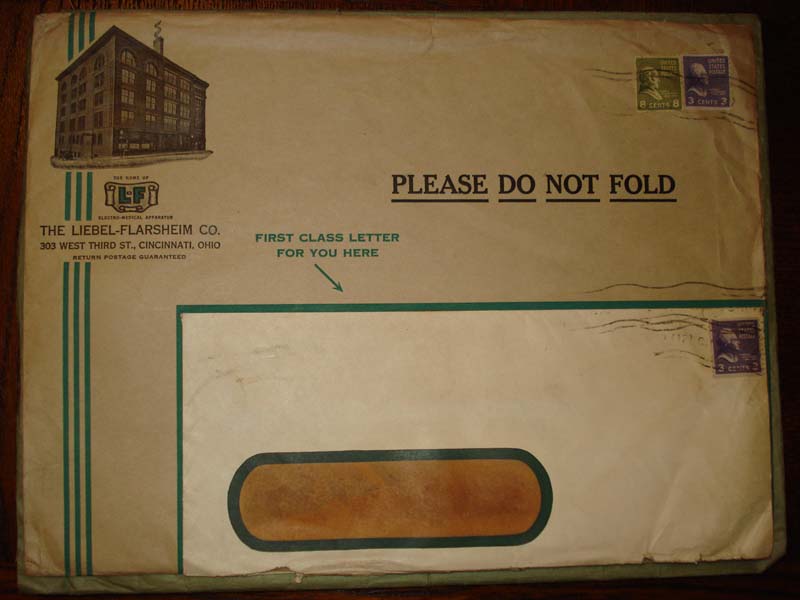 UNITED
STATES
POSTAGE
8 CENTS 8
UNITED
STATES
POSTAGE
3 CENTS 3
PLEASE DO NOT FOLD
THE HOME OF
L-F
ELECTRO-MEDICAL APPARATUS
THE LIEBEL-FLARSHEIM CO.
303 WEST THIRD ST., CINCINNATI, OHIO
RETURN POSTAGE GUARANTEED
FIRST CLASS LETTER
FOR YOU HERE
3 CENTS 3